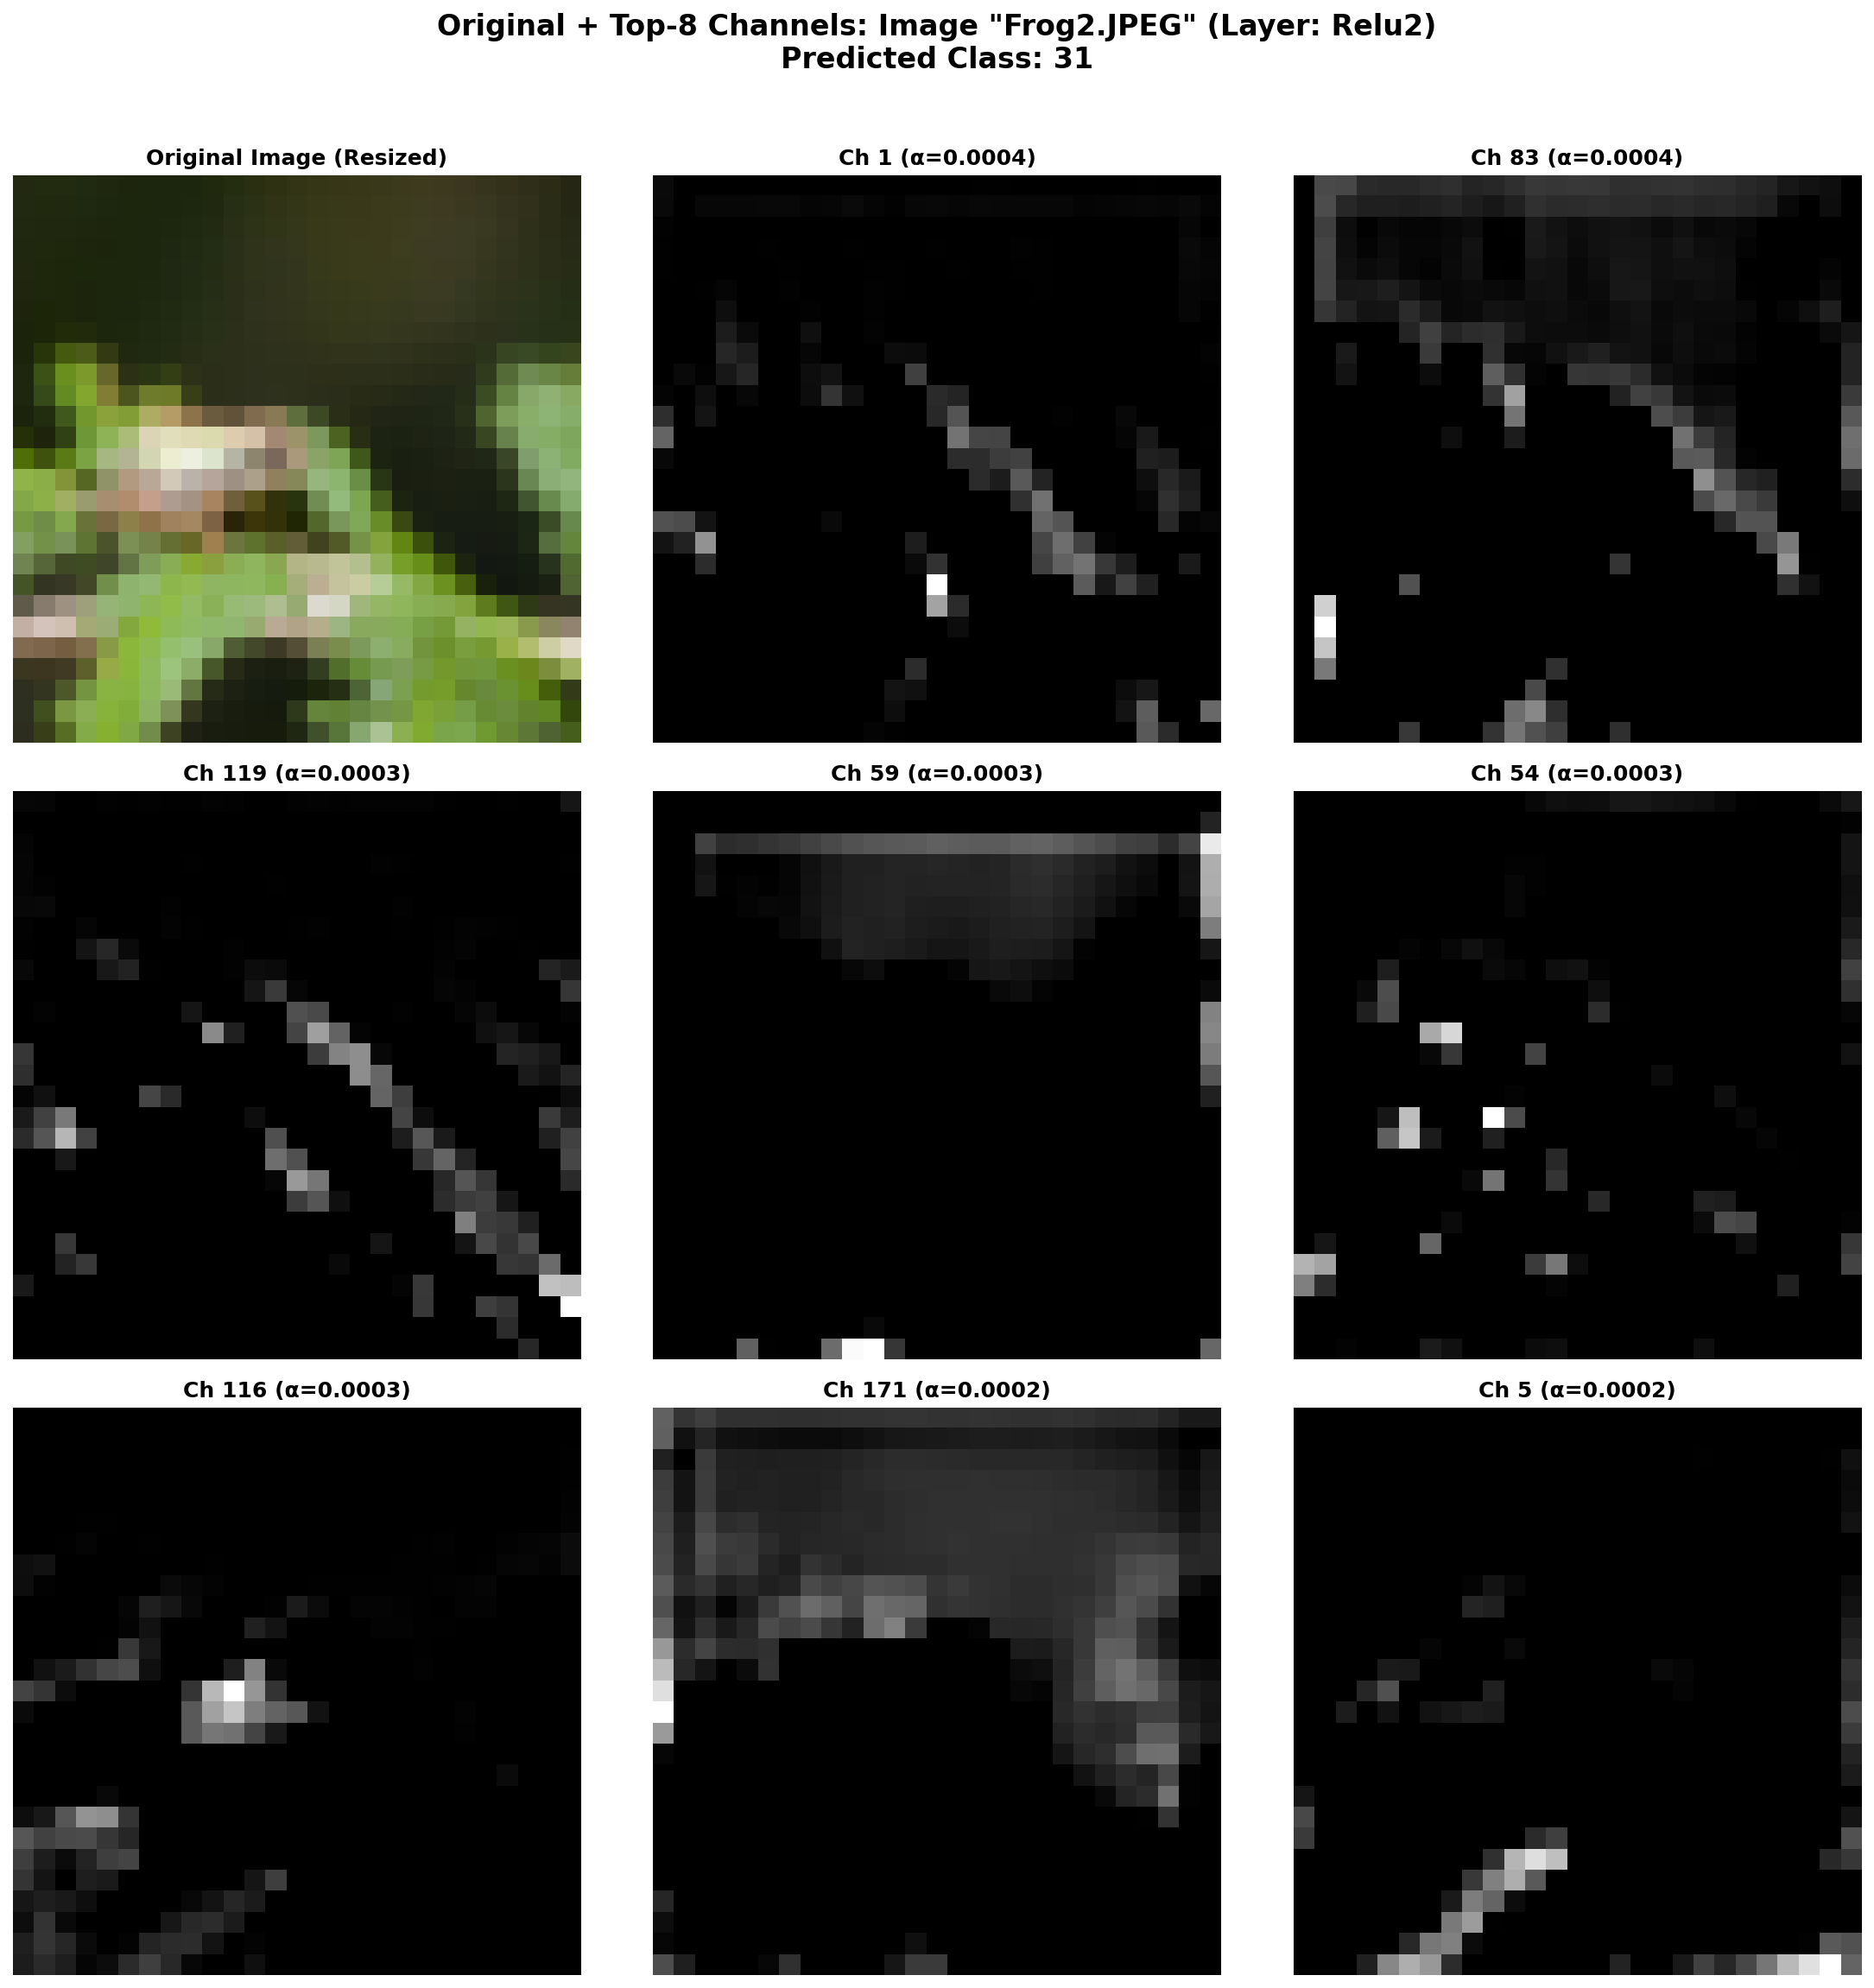 Original + Top-8 Channels: Image "Frog2.JPEG" (Layer: Relu2)
Predicted Class: 31
Original Image (Resized)
Ch 1 (α=0.0004)
Ch 83 (α=0.0004)
Ch 119 (α=0.0003)
Ch 59 (α=0.0003)
Ch 54 (α=0.0003)
Ch 116 (α=0.0003)
Ch 171 (α=0.0002)
Ch 5 (α=0.0002)